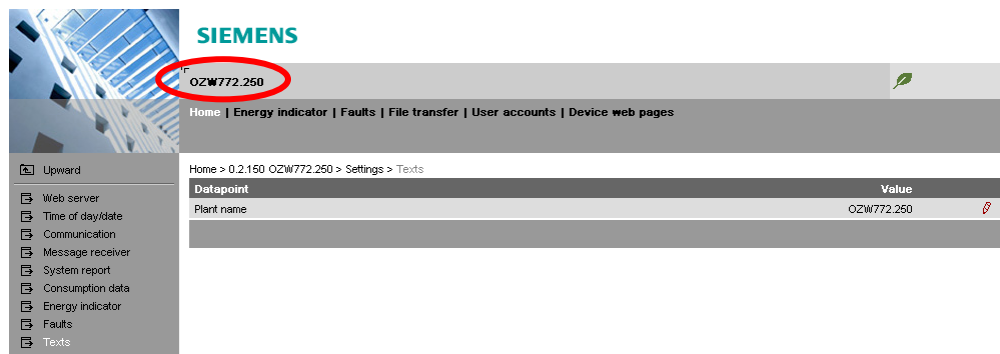 SIEMENS
OZW772.250
Home | Energy indicator | Faults | File transfer | User accounts | Device web pages
Upward
Web server
Time of day/date
Communication
Message receiver
System report
Consumption data
Energy indicator
Faults
Texts
Home > 0.2.150 OZW772.250 > Settings > Texts
Datapoint Value
Plant name OZW772.250